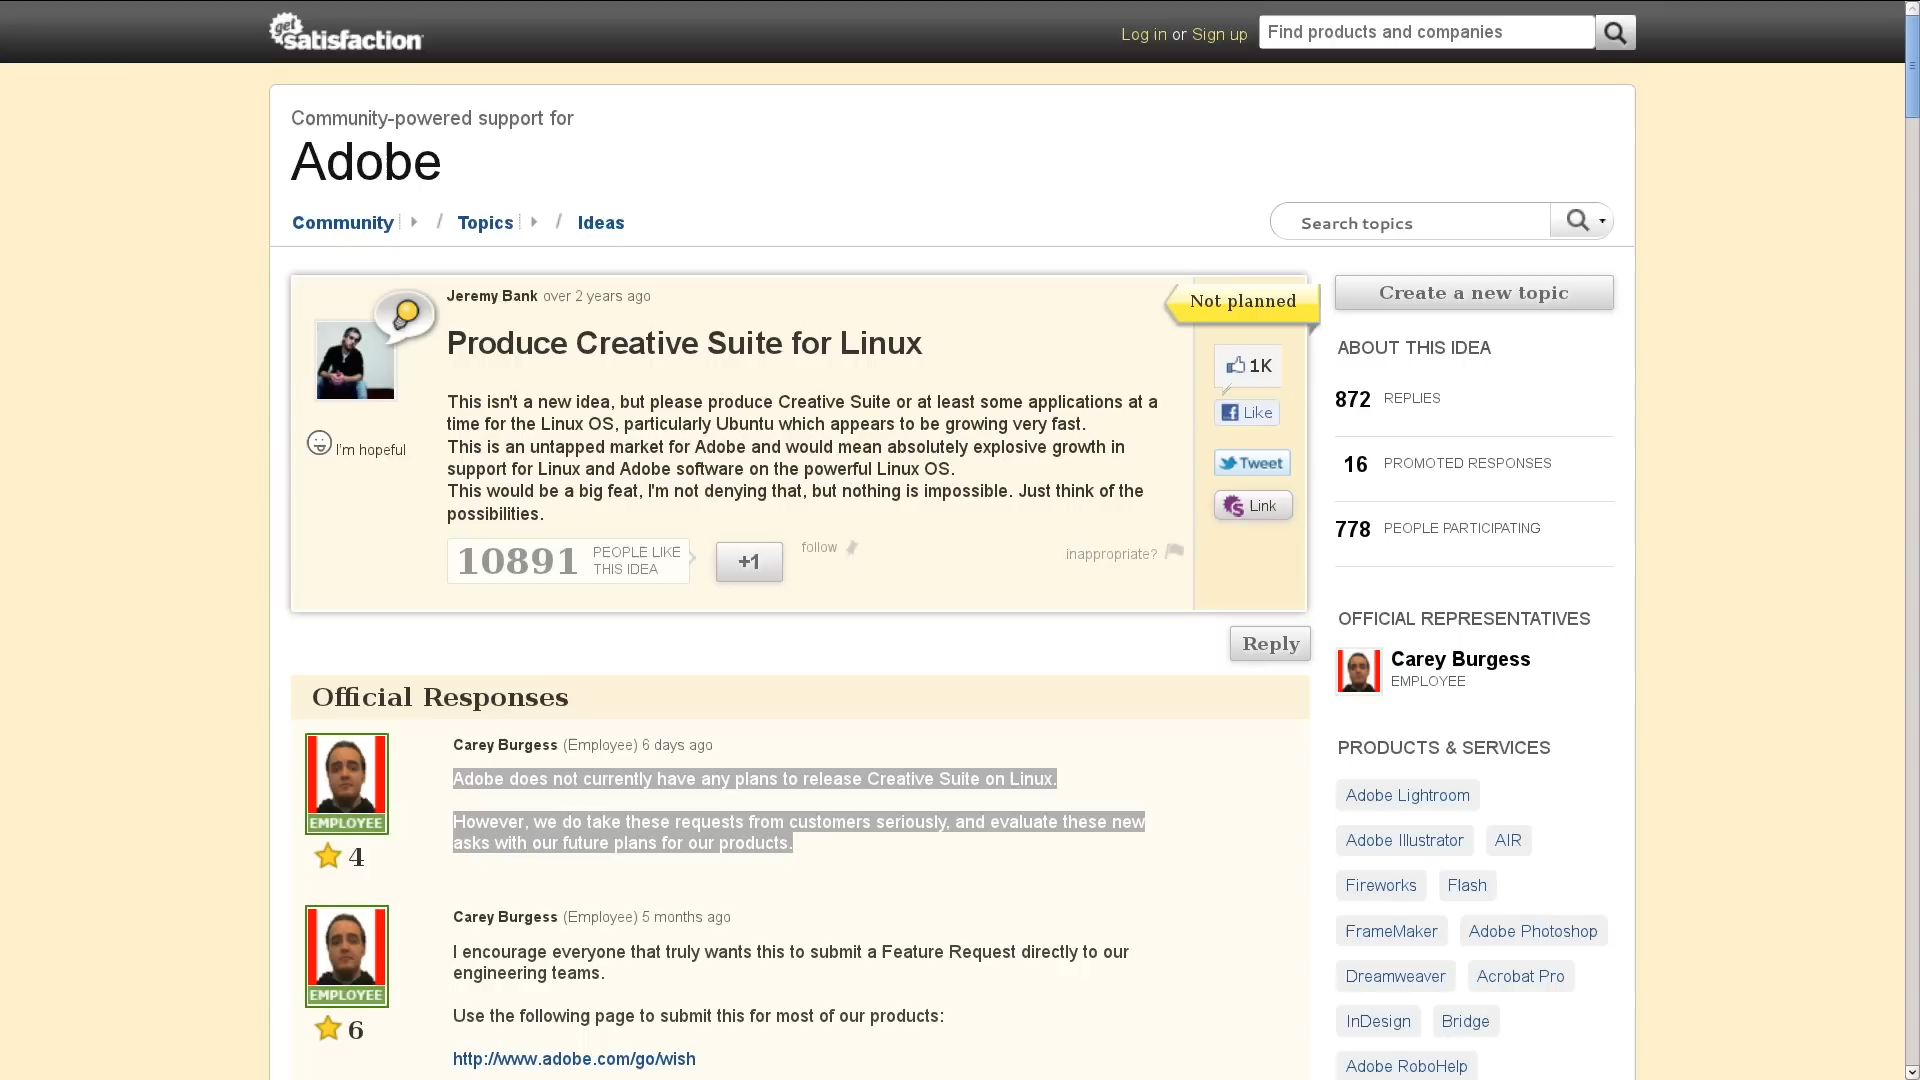 get satisfaction
Log in or Sign up
Find products and companies
Community-powered support for
Adobe
Community / Topics / Ideas
Search topics
Jeremy Bank over 2 years ago
Not planned
Produce Creative Suite for Linux
I'm hopeful
This isn't a new idea, but please produce Creative Suite or at least some applications at a
time for the Linux OS, particularly Ubuntu which appears to be growing very fast.
This is an untapped market for Adobe and would mean absolutely explosive growth in
support for Linux and Adobe software on the powerful Linux OS.
This would be a big feat, I'm not denying that, but nothing is impossible. Just think of the
possibilities.
10891 PEOPLE LIKE
THIS IDEA
+1
follow
inappropriate?
1K
Like
Tweet
Link
Reply
Official Responses
Carey Burgess (Employee) 6 days ago
Adobe does not currently have any plans to release Creative Suite on Linux.
However, we do take these requests from customers seriously, and evaluate these new
asks with our future plans for our products.
EMPLOYEE
4
Carey Burgess (Employee) 5 months ago
I encourage everyone that truly wants this to submit a Feature Request directly to our
engineering teams.
Use the following page to submit this for most of our products:
http://www.adobe.com/go/wish
EMPLOYEE
6
Create a new topic
ABOUT THIS IDEA
872 REPLIES
16 PROMOTED RESPONSES
778 PEOPLE PARTICIPATING
OFFICIAL REPRESENTATIVES
Carey Burgess
EMPLOYEE
PRODUCTS & SERVICES
Adobe Lightroom
Adobe Illustrator AIR
Fireworks Flash
FrameMaker Adobe Photoshop
Dreamweaver Acrobat Pro
InDesign Bridge
Adobe RoboHelp